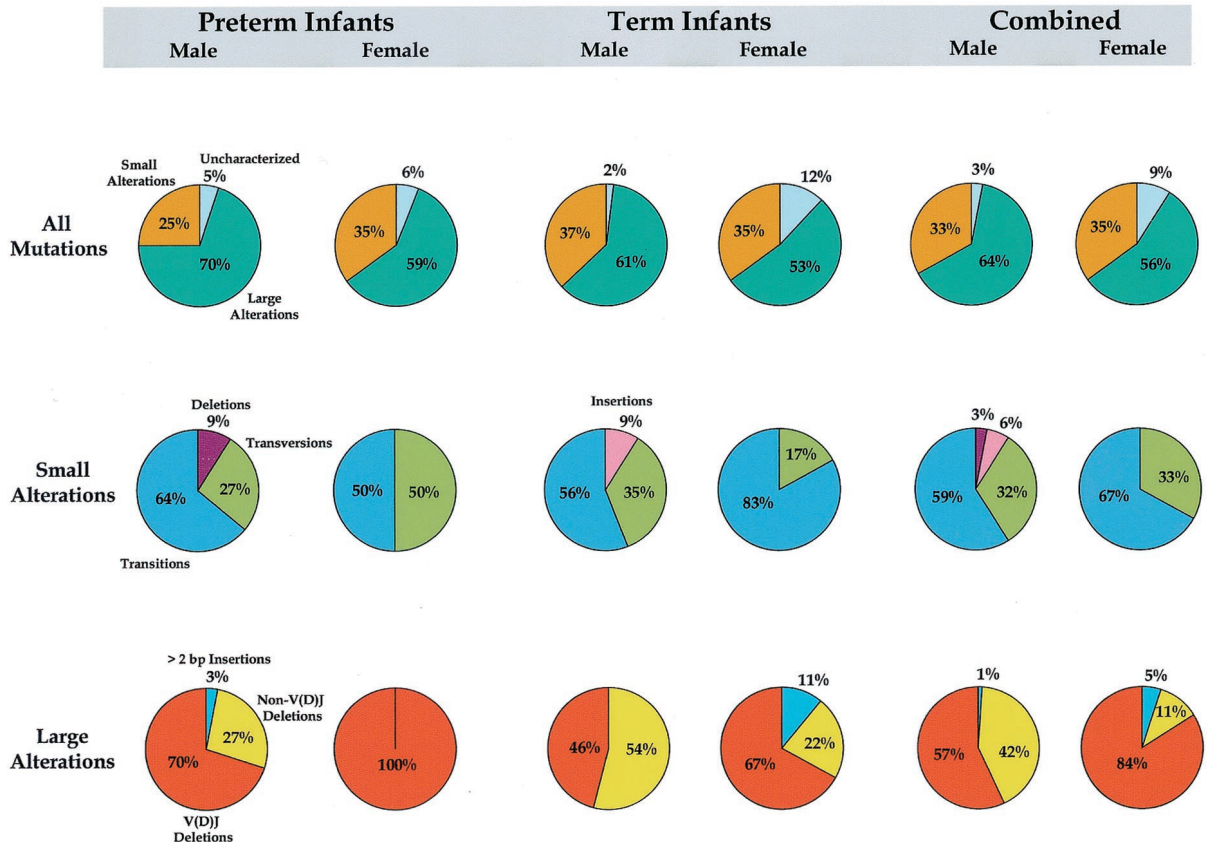 Preterm Infants Term Infants Combined
Male Female Male Female Male Female
All
Mutations
Small
Alterations
Uncharacterized
5%
25%
70%
Large
Alterations
6%
35%
59%
2%
37%
61%
12%
35%
53%
3%
33%
64%
9%
35%
56%
Small
Alterations
Deletions
9%
Transversions
27%
64%
Transitions
50% 50%
Insertions
9%
56% 35%
17%
83%
3%
6%
59%
32%
33%
67%
Large
Alterations
> 2 bp Insertions
3%
Non-V(D)J
Deletions
27%
70%
V(D)J
Deletions
100%
46% 54%
11%
22%
67%
1%
57% 42%
5%
11%
84%